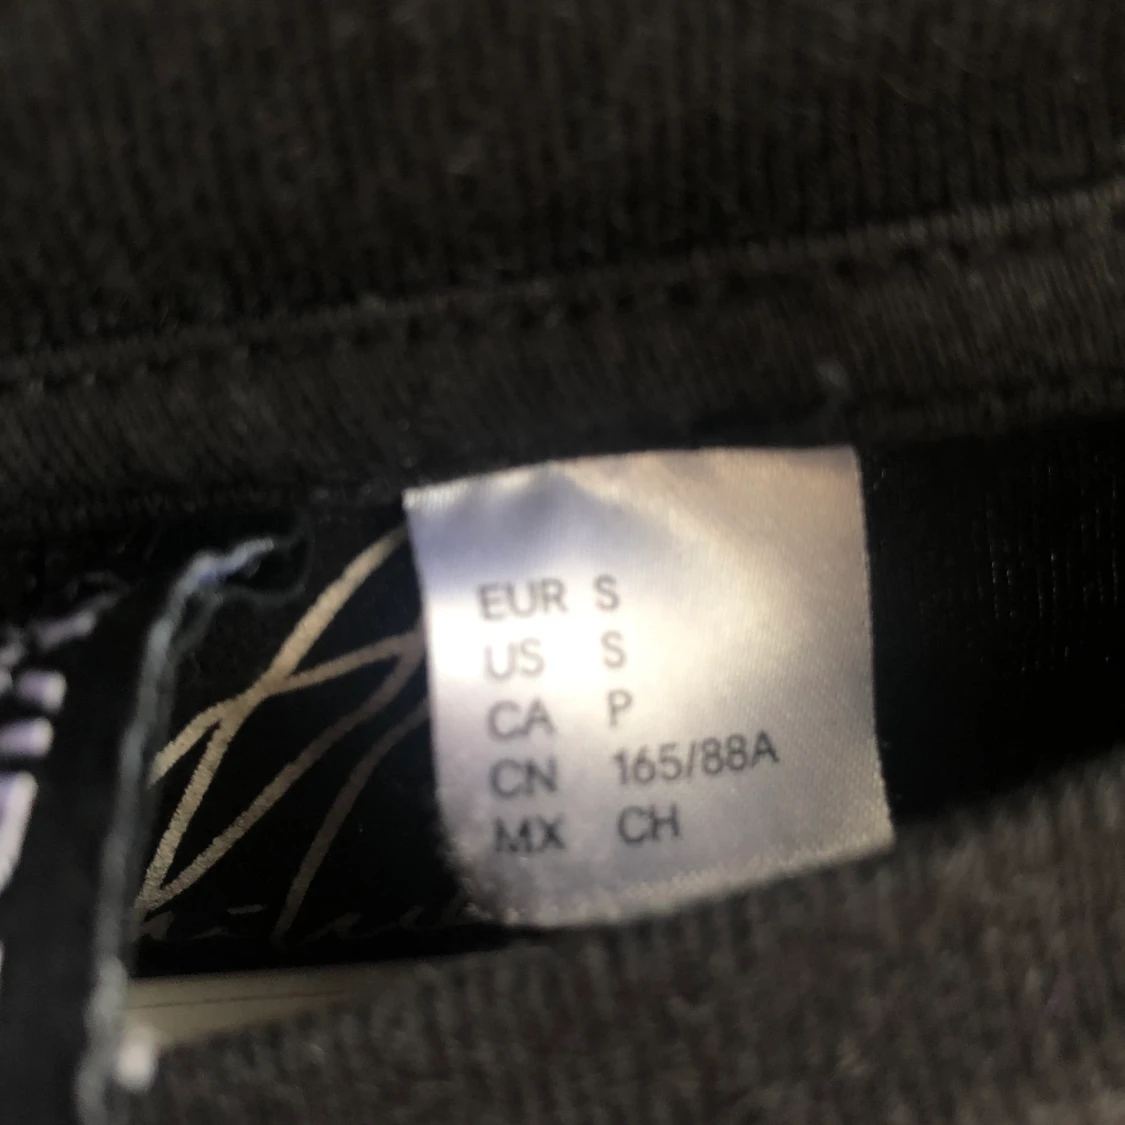 EUR S
US S
CA P
CN 165/88A
MX CH